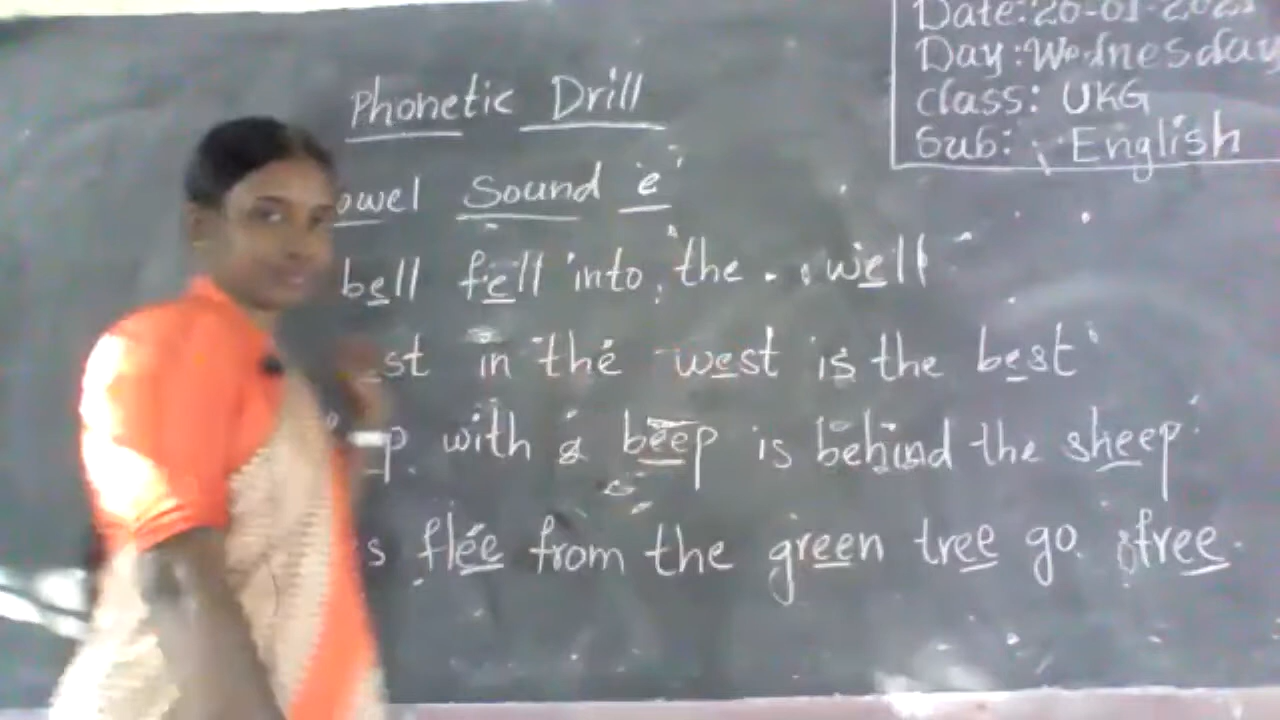 Phonetic Drill
owel Sound e
bell fell into the well
st in the west is the best
p with a beep is behind the sheep
s flee from the green tree go free.
Date: 20-01-2021
Day: Wednesday
Class: UKG
Sub: English